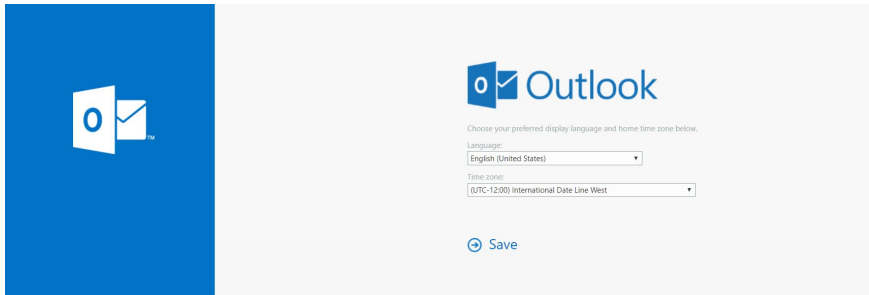 O
TM
O Outlook
Choose your preferred display language and home time zone below.
Language:
English (United States)
Time zone:
(UTC-12:00) International Date Line West
Save